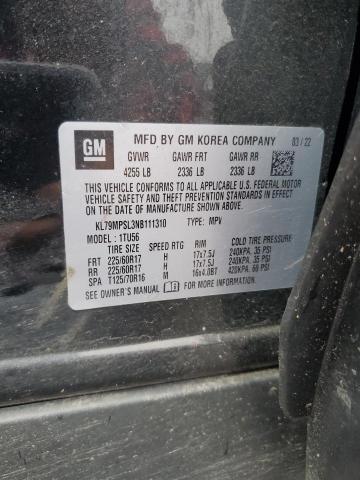 GM
MFD BY GM KOREA COMPANY 03/22
GVWR GAWR FRT GAWR RR
4255 LB 2336 LB 2336 LB
THIS VEHICLE CONFORMS TO ALL APPLICABLE U.S. FEDERAL MOTOR
VEHICLE SAFETY AND THEFT PREVENTION STANDARDS IN EFFECT ON
THE DATE OF MANUFACTURE SHOWN ABOVE.
KL79MPSL3NB111310 TYPE: MPV
MODEL: 1TU56
TIRE SIZE SPEED RTG RIM COLD TIRE PRESSURE
FRT 225/60R17 H 17x7.5J 240KPA, 35 PSI
RR 225/60R17 H 17x7.5J 240KPA, 35 PSI
SPA T125/70R16 M 16x4.0BT 420KPA, 60 PSI
SEE OWNER'S MANUAL FOR MORE INFORMATION